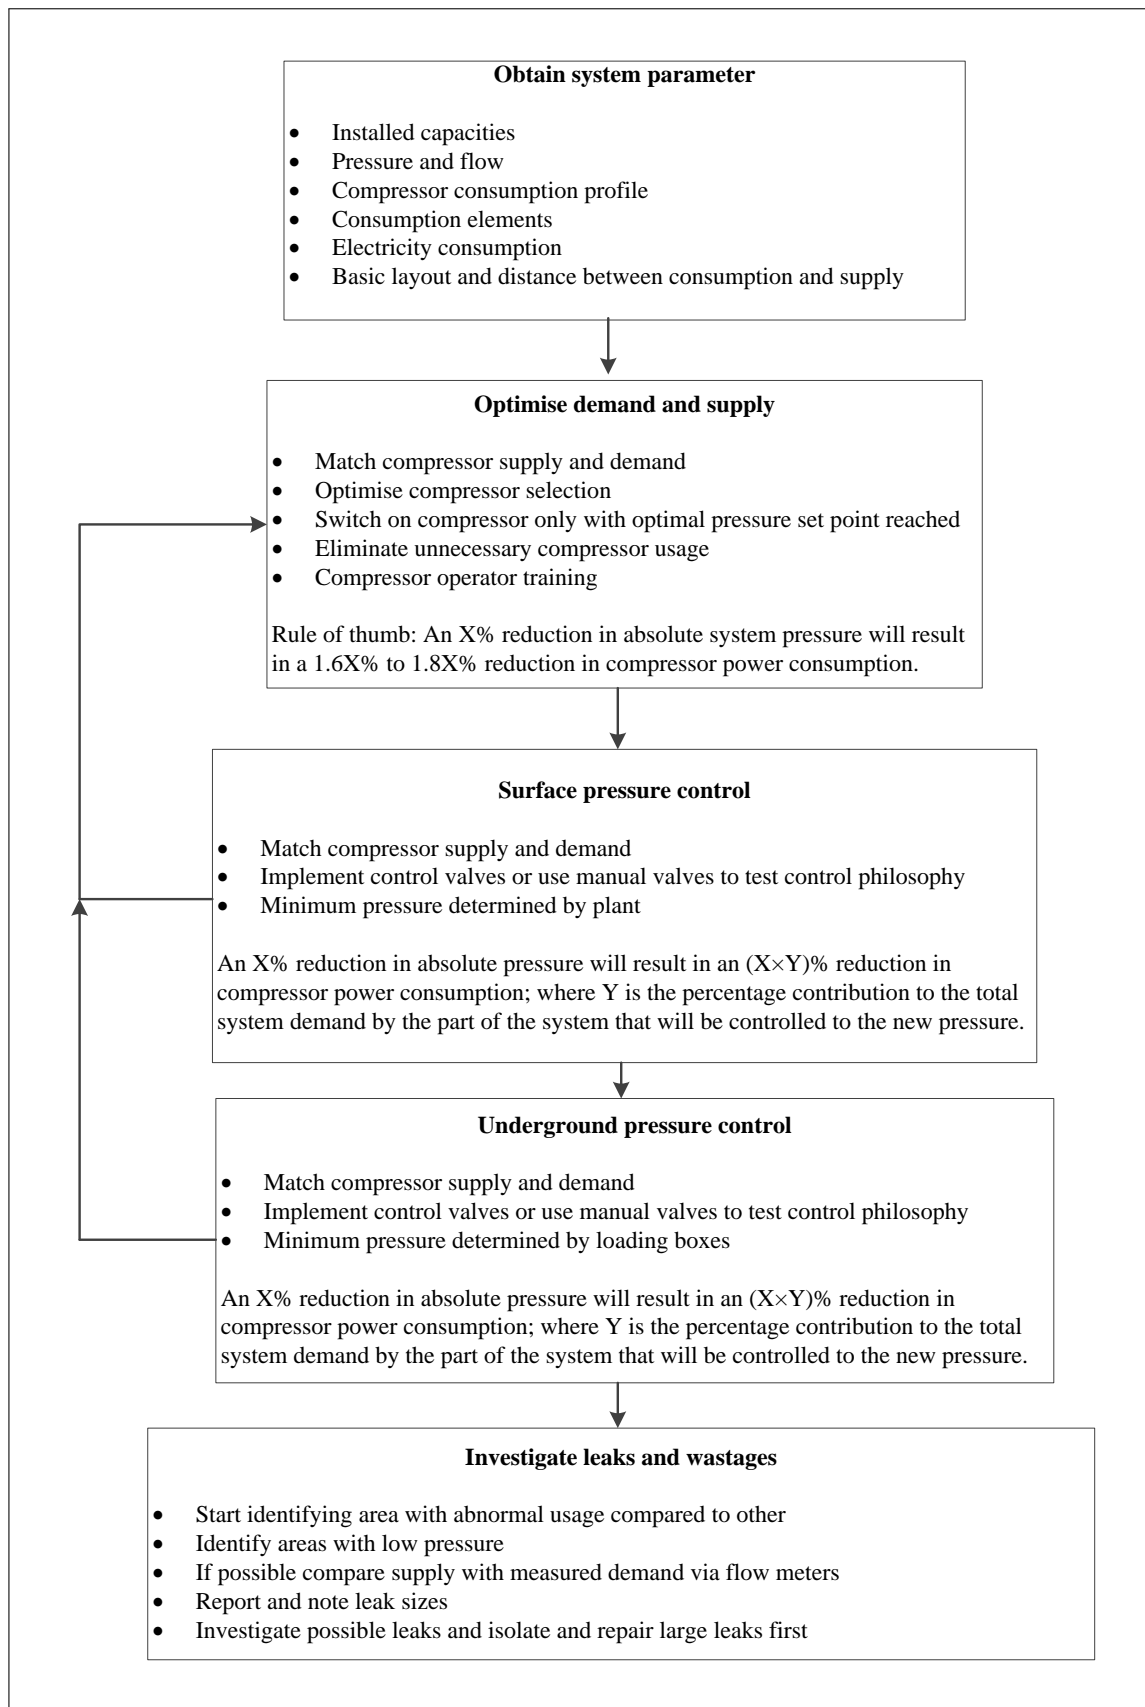 Obtain system parameter
• Installed capacities
• Pressure and flow
• Compressor consumption profile
• Consumption elements
• Electricity consumption
• Basic layout and distance between consumption and supply
Optimise demand and supply
• Match compressor supply and demand
• Optimise compressor selection
• Switch on compressor only with optimal pressure set point reached
• Eliminate unnecessary compressor usage
• Compressor operator training
Rule of thumb: An X% reduction in absolute system pressure will result
in a 1.6X% to 1.8X% reduction in compressor power consumption.
Surface pressure control
• Match compressor supply and demand
• Implement control valves or use manual valves to test control philosophy
• Minimum pressure determined by plant
An X% reduction in absolute pressure will result in an (X×Y)% reduction in
compressor power consumption; where Y is the percentage contribution to the total
system demand by the part of the system that will be controlled to the new pressure.
Underground pressure control
• Match compressor supply and demand
• Implement control valves or use manual valves to test control philosophy
• Minimum pressure determined by loading boxes
An X% reduction in absolute pressure will result in an (X×Y)% reduction in
compressor power consumption; where Y is the percentage contribution to the total
system demand by the part of the system that will be controlled to the new pressure.
Investigate leaks and wastages
• Start identifying area with abnormal usage compared to other
• Identify areas with low pressure
• If possible compare supply with measured demand via flow meters
• Report and note leak sizes
• Investigate possible leaks and isolate and repair large leaks first